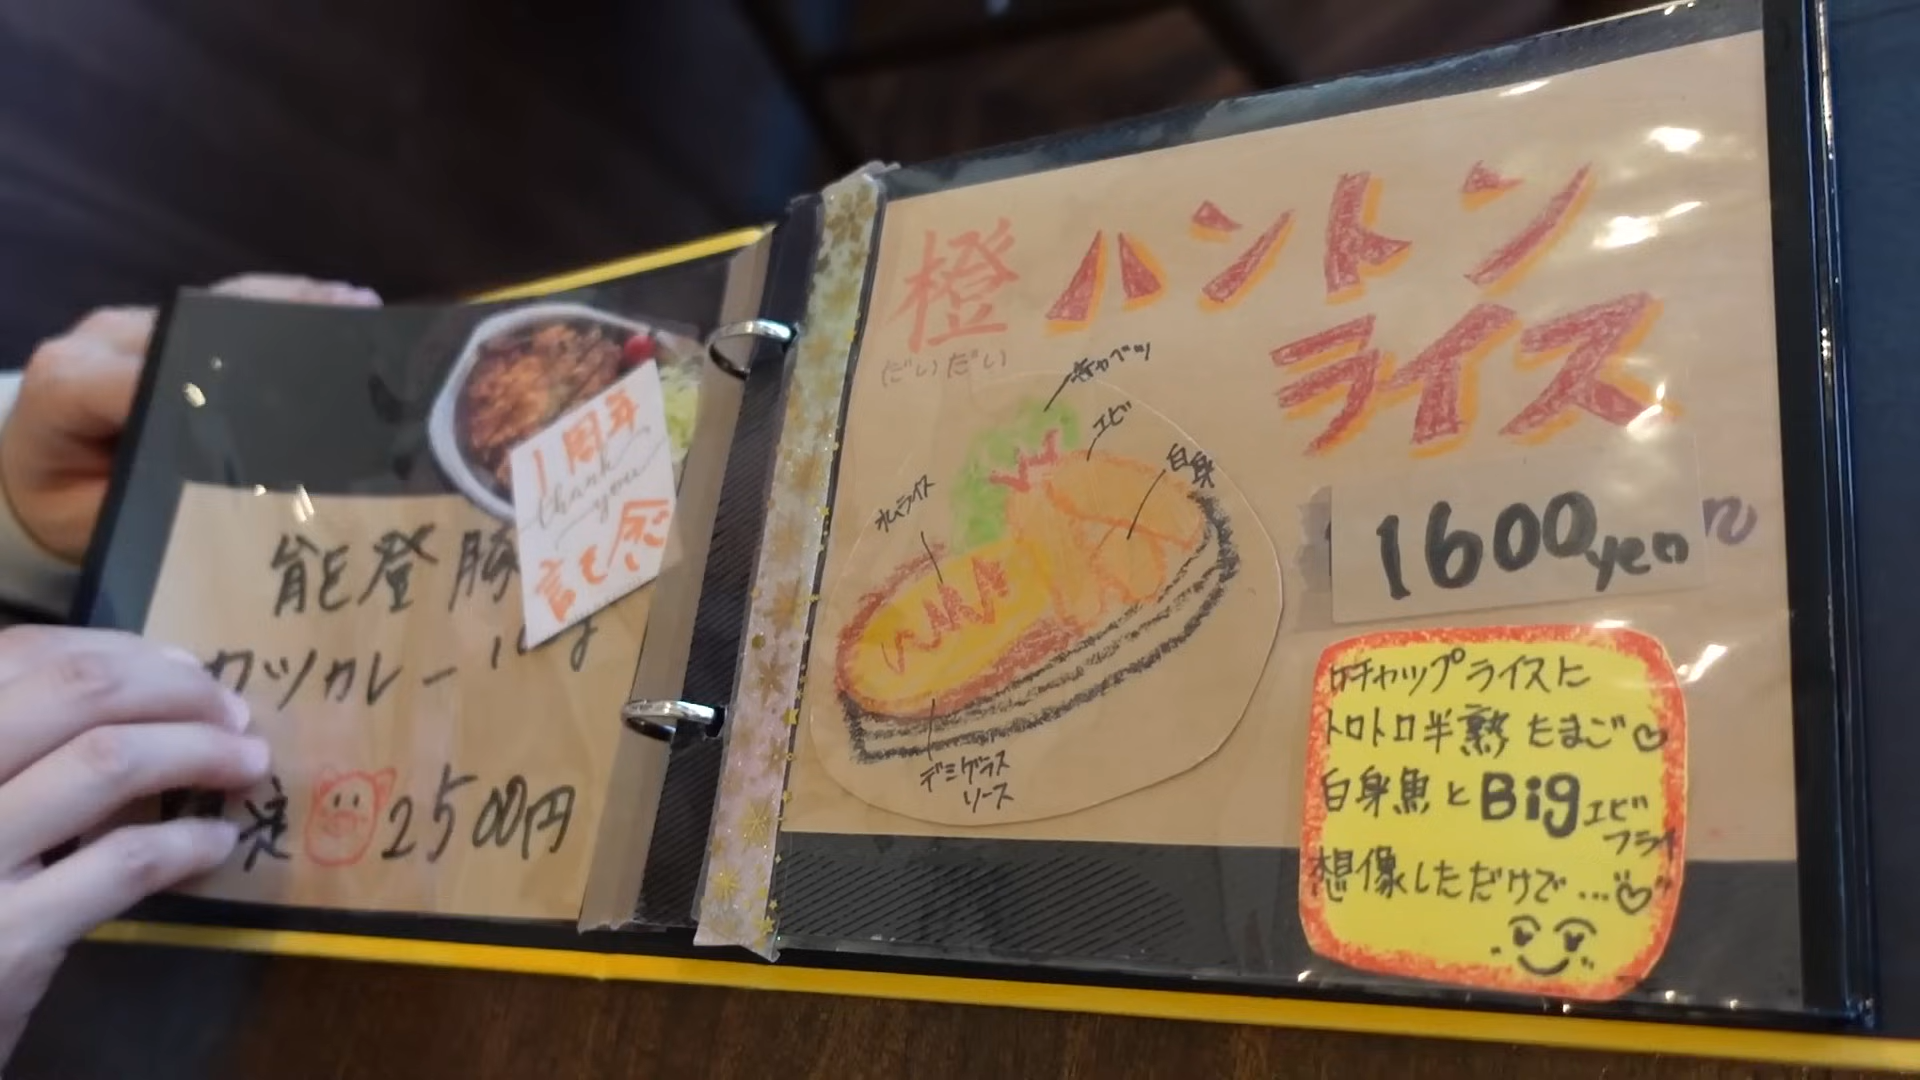 1周年
thank you
記念
能登豚
カツカレー
定 2500円
橙 ハントン
ライス
(だいだい
キャベツ
エビ
白身
オムライス
デミグラス
ソース
1600yen
ケチャップライスに
トロトロ半熟たまご♡
白身魚とBigエビ
フライ
想像しただけで…♡